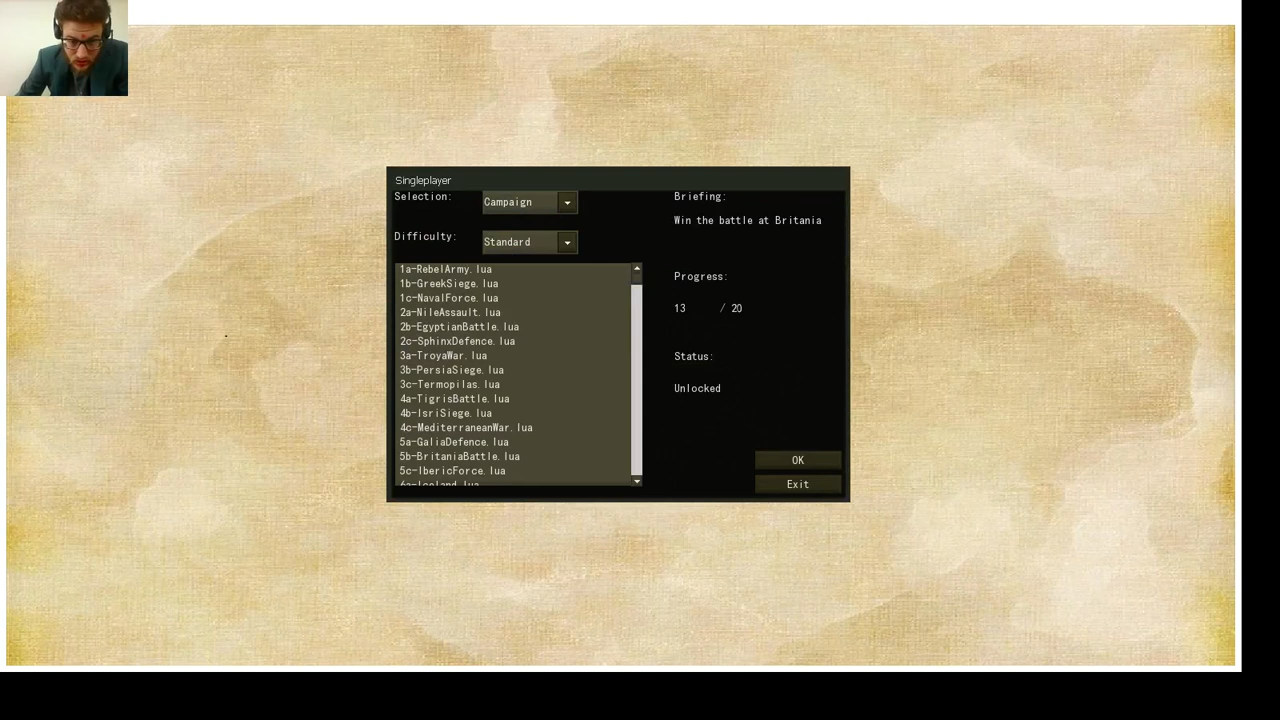 Singleplayer
Selection:
Campaign
Difficulty:
Standard
1a-RebelArmy.lua
1b-GreekSiege.lua
1c-NavalForce.lua
2a-NileAssault.lua
2b-EgyptianBattle.lua
2c-SphinxDefence.lua
3a-TroyaWar.lua
3b-PersiaSiege.lua
3c-Termopilas.lua
4a-TigrisBattle.lua
4b-IsriSiege.lua
4c-MediterraneanWar.lua
5a-GaliaDefence.lua
5b-BritaniaBattle.lua
5c-IbericForce.lua
6a-Iceland.lua
Briefing:
Win the battle at Britania
Progress:
13 / 20
Status:
Unlocked
OK
Exit